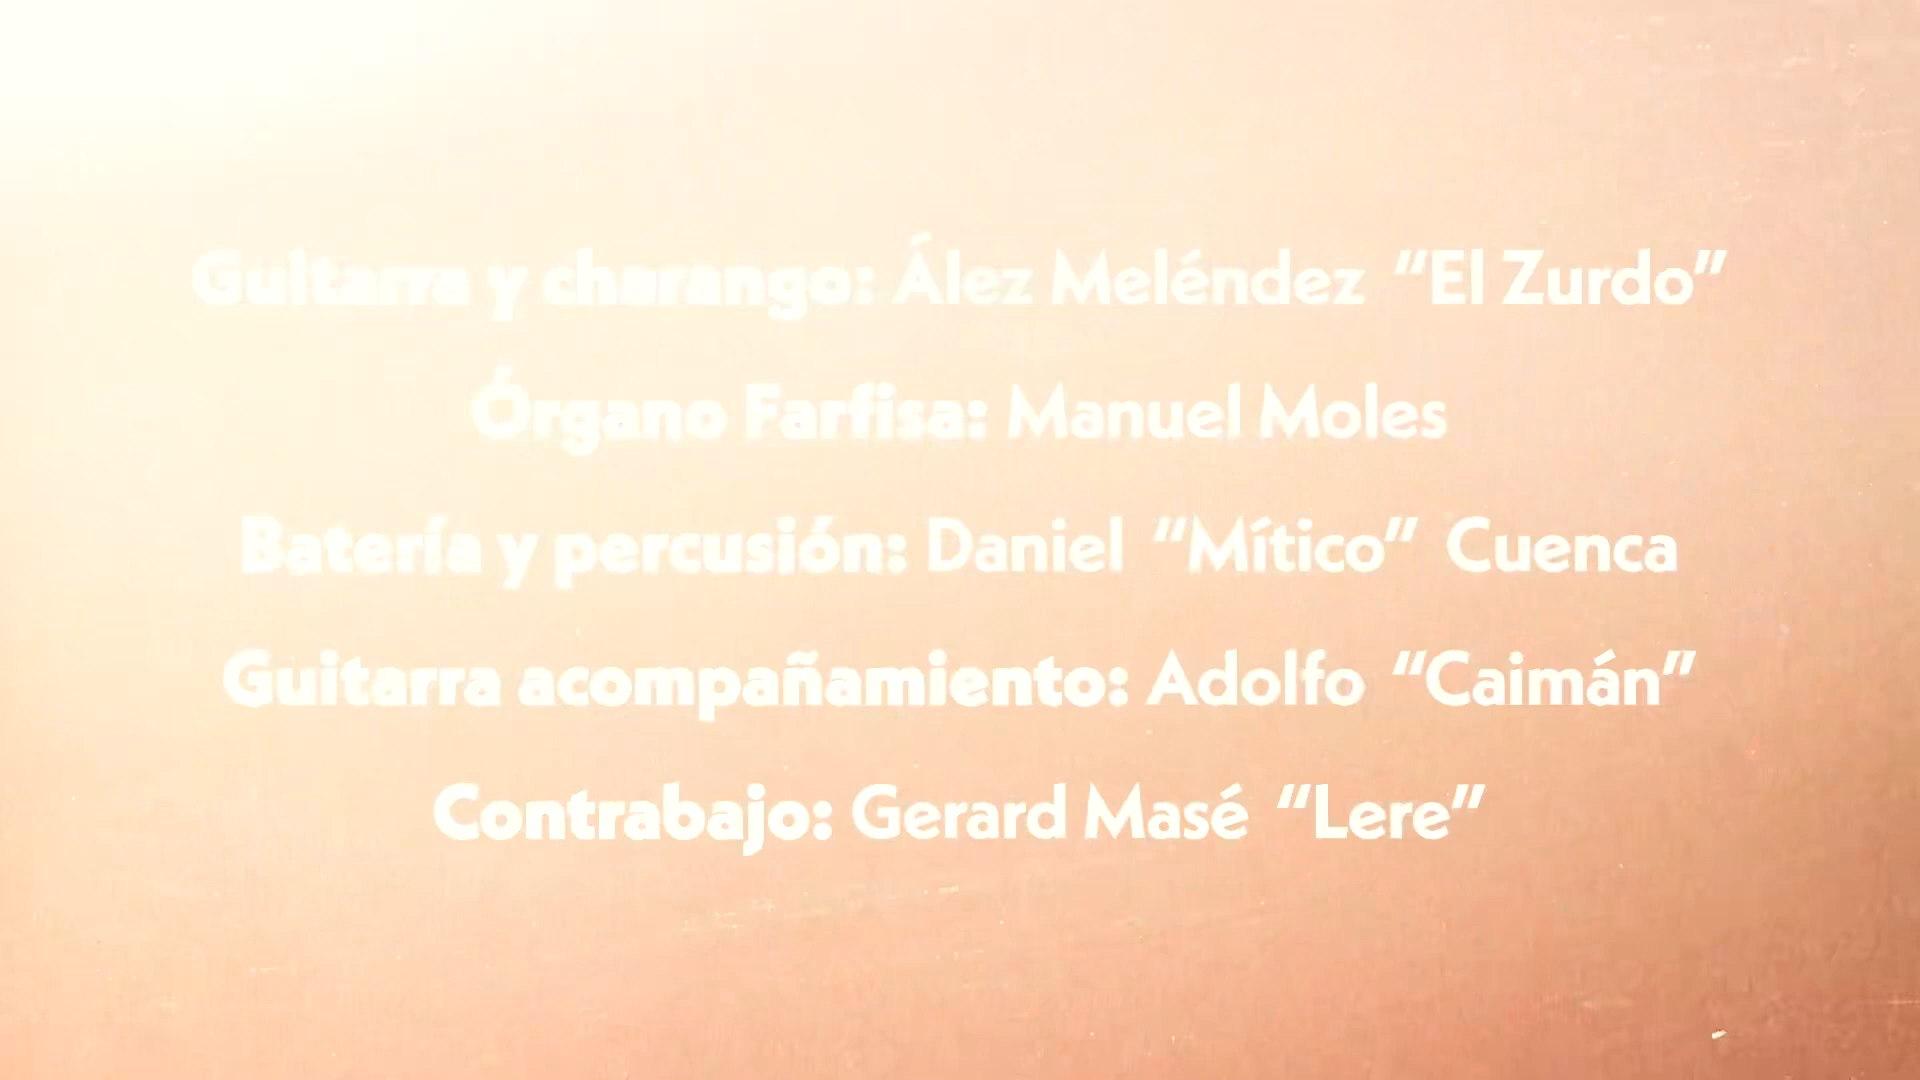 Guitarra y charango: Ález Meléndez "El Zurdo"
Órgano Farfisa: Manuel Moles
Batería y percusión: Daniel "Mítico" Cuenca
Guitarra acompañamiento: Adolfo "Caimán"
Contrabajo: Gerard Masé "Lere"